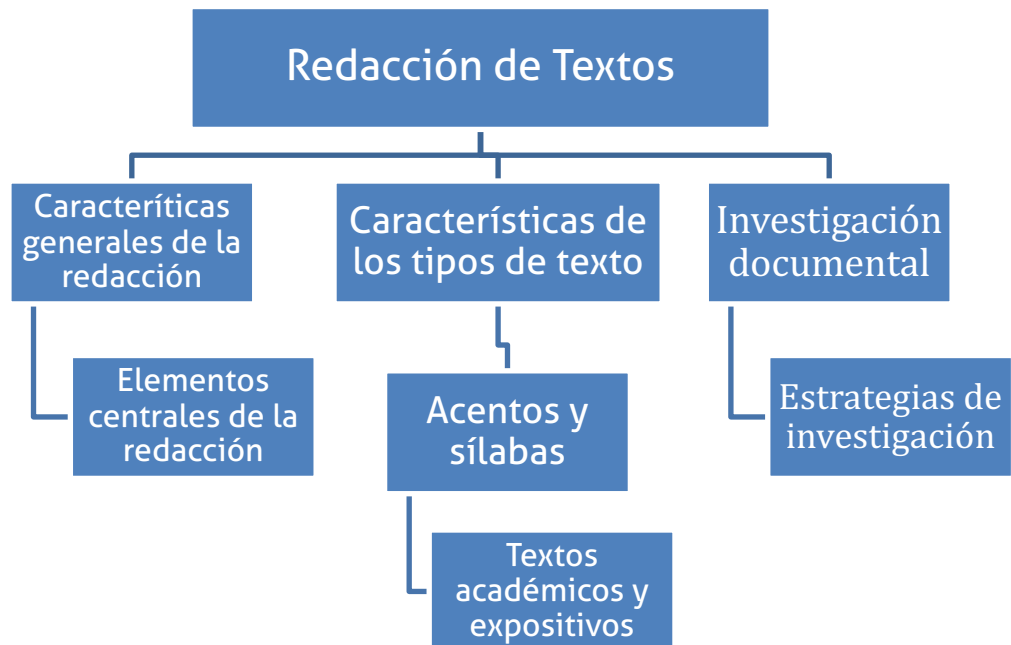 Redacción de Textos
Caracteríticas
generales de la
redacción
Elementos
centrales de la
redacción
Características de
los tipos de texto
Acentos y
sílabas
Textos
académicos y
expositivos
Investigación
documental
Estrategias de
investigación